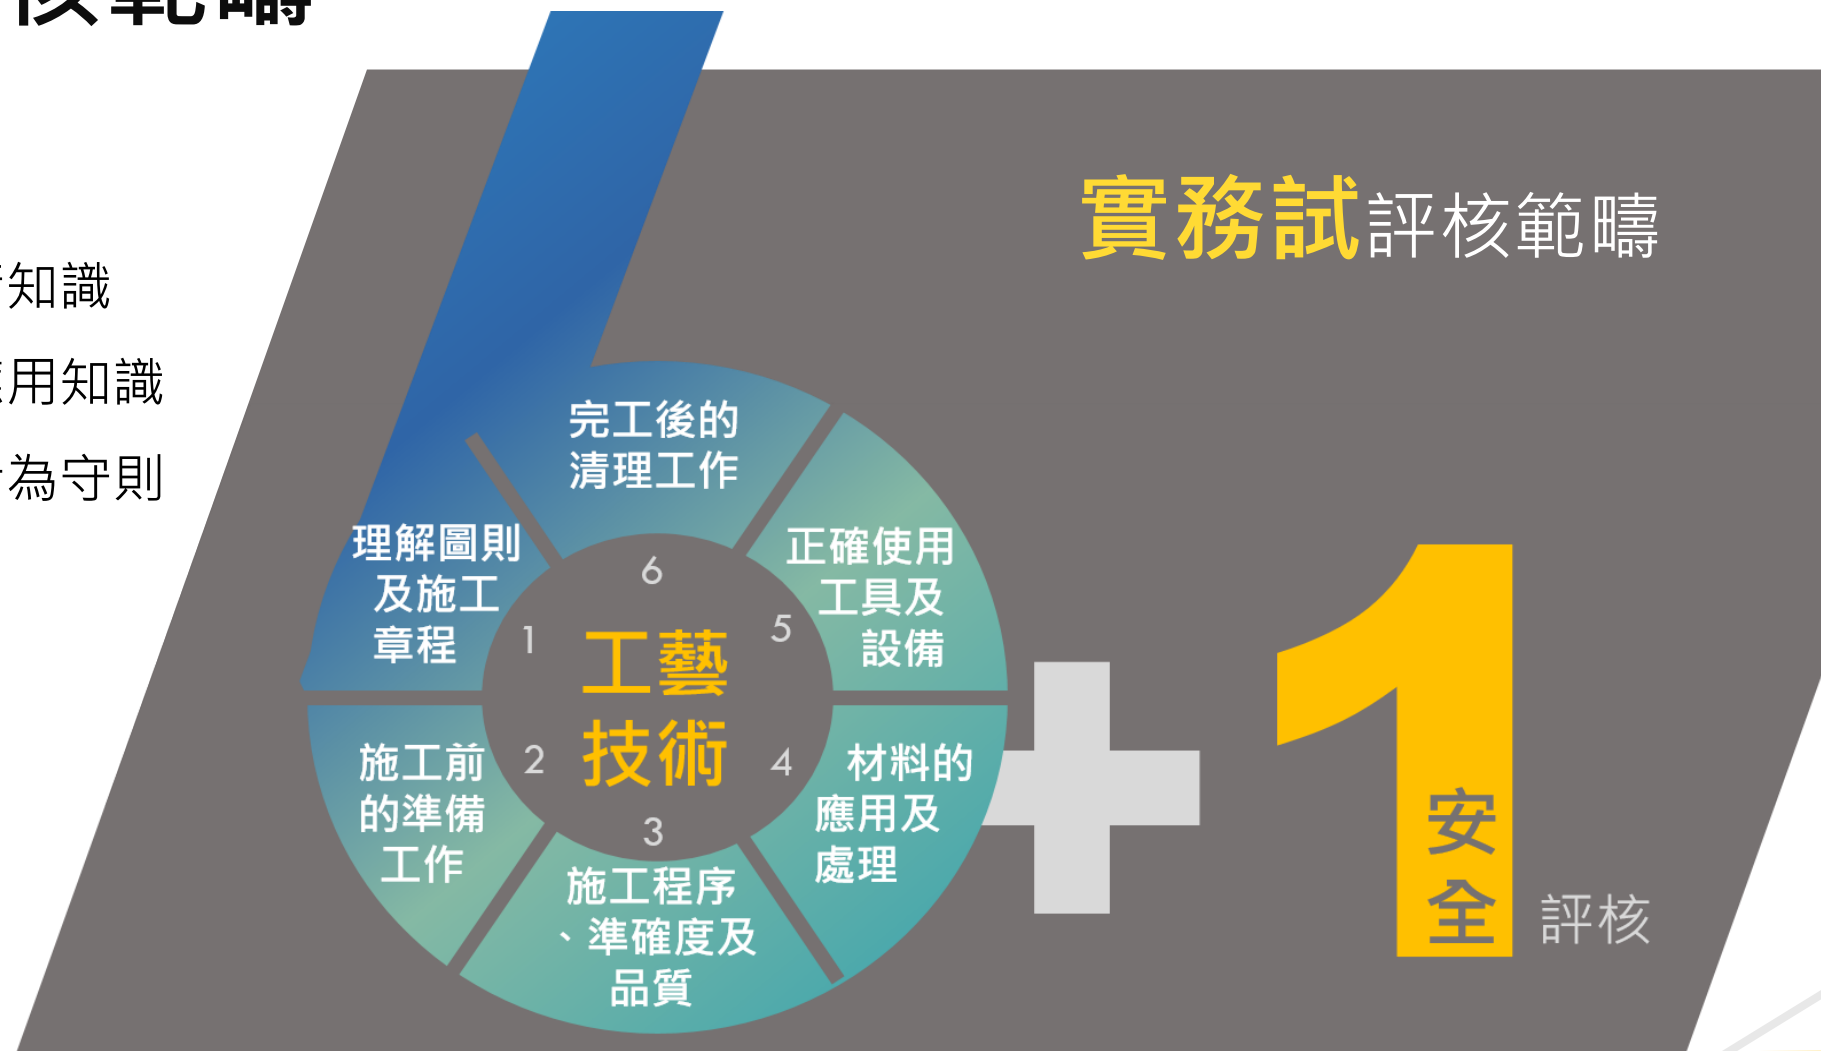 範疇
知識
用知識
為守則
實務試評核範疇
完工後的
清理工作
6
理解圖則
及施工
章程
1
正確使用
工具及
設備
5
工藝
技術
施工前
的準備
工作
2
材料的
應用及
處理
4
3
施工程序
、準確度及
品質
1
安
全
評核